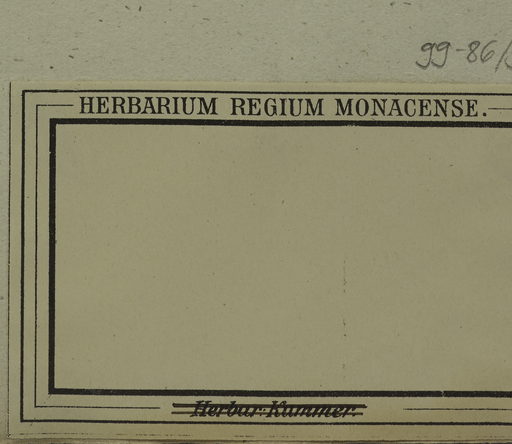 99-86/
HERBARIUM REGIUM MONACENSE.
Herbar. Kummer.